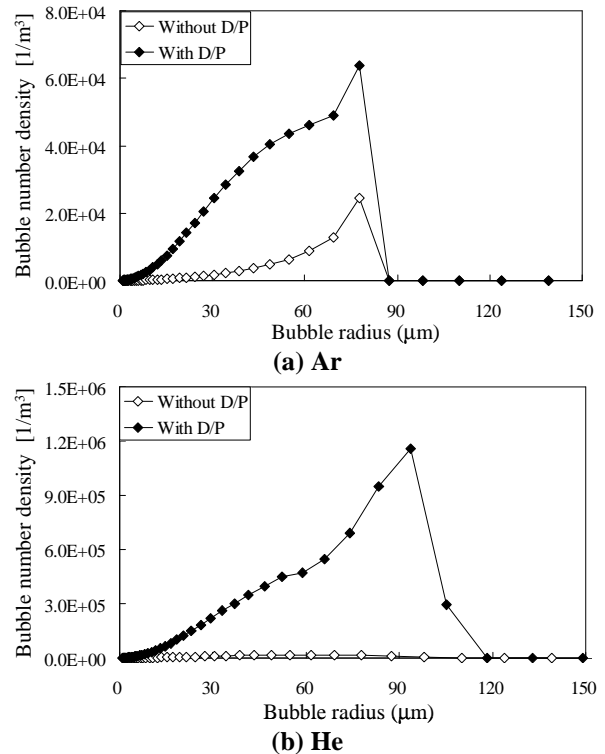 Bubble number density [1/m³]
8.0E+04
6.0E+04
4.0E+04
2.0E+04
0.0E+00
Without D/P
With D/P
0 30 60 90 120 150
Bubble radius (μm)
(a) Ar
Bubble number density [1/m³]
1.5E+06
1.2E+06
9.0E+05
6.0E+05
3.0E+05
0.0E+00
Without D/P
With D/P
0 30 60 90 120 150
Bubble radius (μm)
(b) He